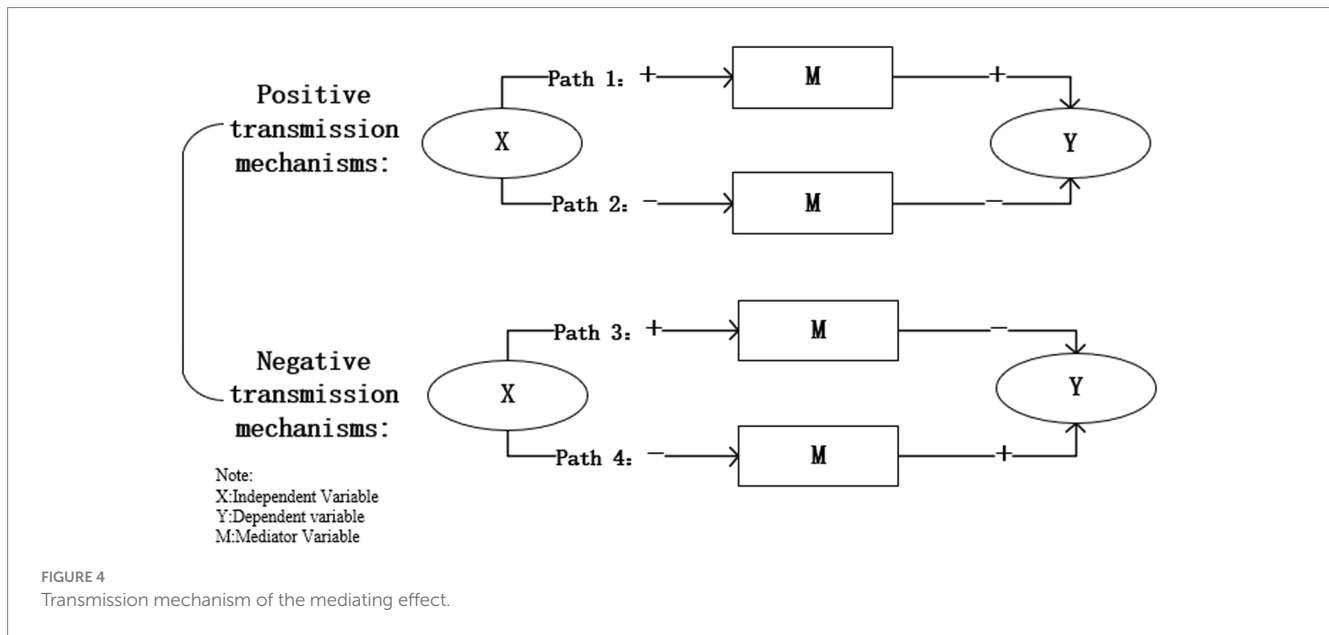 Positive
transmission
mechanisms:
X
Path 1: +
M
+
Y
Path 2: -
M
-
Negative
transmission
mechanisms:
X
Path 3: +
M
-
Y
Path 4: -
M
+
Note:
X:Independent Variable
Y:Dependent variable
M:Mediator Variable
FIGURE 4
Transmission mechanism of the mediating effect.